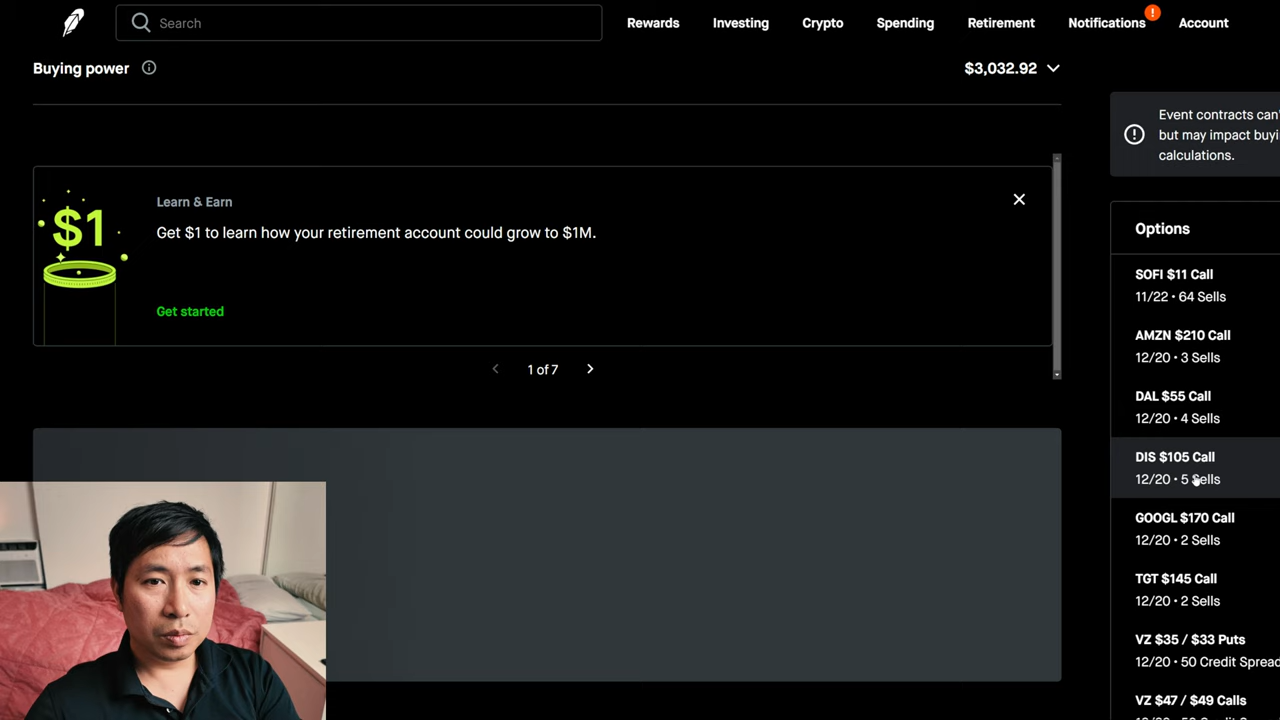 Search
Rewards
Investing
Crypto
Spending
Retirement
Notifications
!
Account
Buying power
$3,032.92
Event contracts can'
but may impact buyi
calculations.
$1
Learn & Earn
Get $1 to learn how your retirement account could grow to $1M.
Get started
1 of 7
Options
SOFI $11 Call
11/22 • 64 Sells
AMZN $210 Call
12/20 • 3 Sells
DAL $55 Call
12/20 • 4 Sells
DIS $105 Call
12/20 • 5 Sells
GOOGL $170 Call
12/20 • 2 Sells
TGT $145 Call
12/20 • 2 Sells
VZ $35 / $33 Puts
12/20 • 50 Credit Spread
VZ $47 / $49 Calls